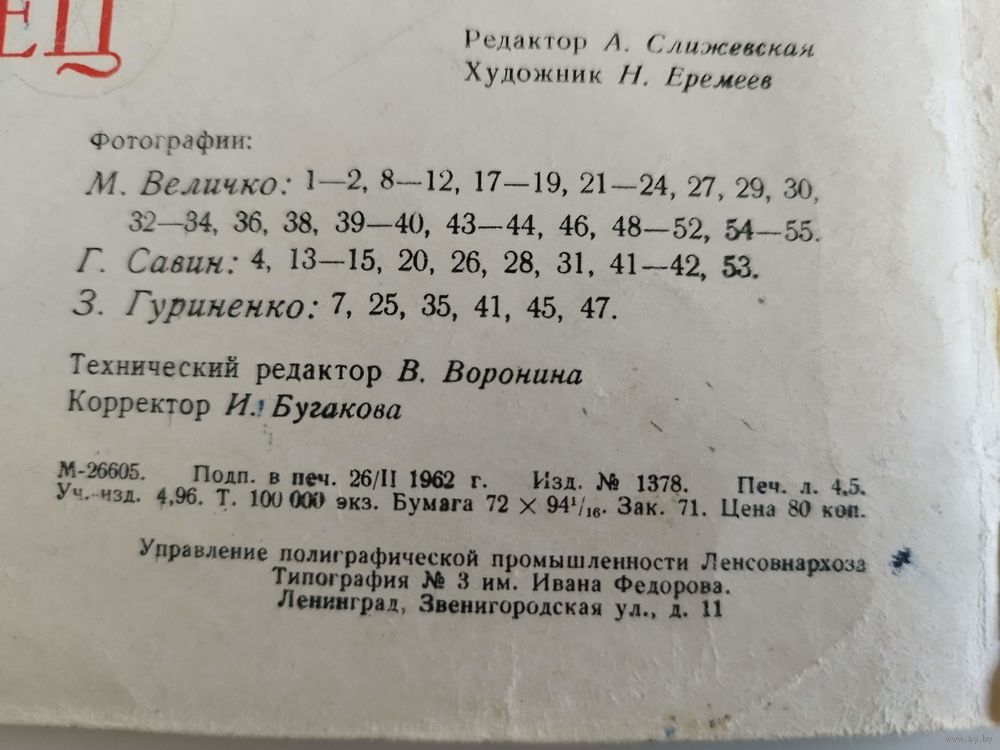 ЕЦ
Редактор А. Слижевская
Художник Н. Еремеев
Фотографии:
М. Величко: 1—2, 8—12, 17—19, 21—24, 27, 29, 30,
32—34, 36, 38, 39—40, 43—44, 46, 48—52, 54—55.
Г. Савин: 4, 13—15, 20, 26, 28, 31, 41—42, 53.
З. Гуриненко: 7, 25, 35, 41, 45, 47.
Технический редактор В. Воронина
Корректор И. Бугакова
М-26605. Подп. в печ. 26/II 1962 г. Изд. № 1378. Печ. л. 4,5.
Уч.-изд. 4,96. Т. 100 000 экз. Бумага 72 × 94¹/₁₆. Зак. 71. Цена 80 коп.
Управление полиграфической промышленности Ленсовнархоза
Типография № 3 им. Ивана Федорова.
Ленинград, Звенигородская ул., д. 11
www.ay.by